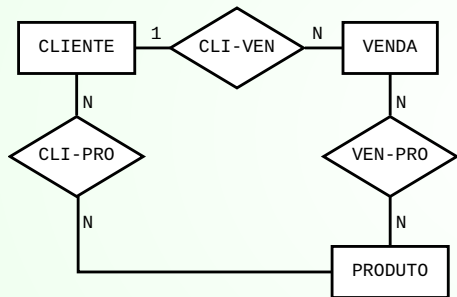 CLIENTE 1 CLI-VEN N VENDA
N N
CLI-PRO VEN-PRO
N N
PRODUTO